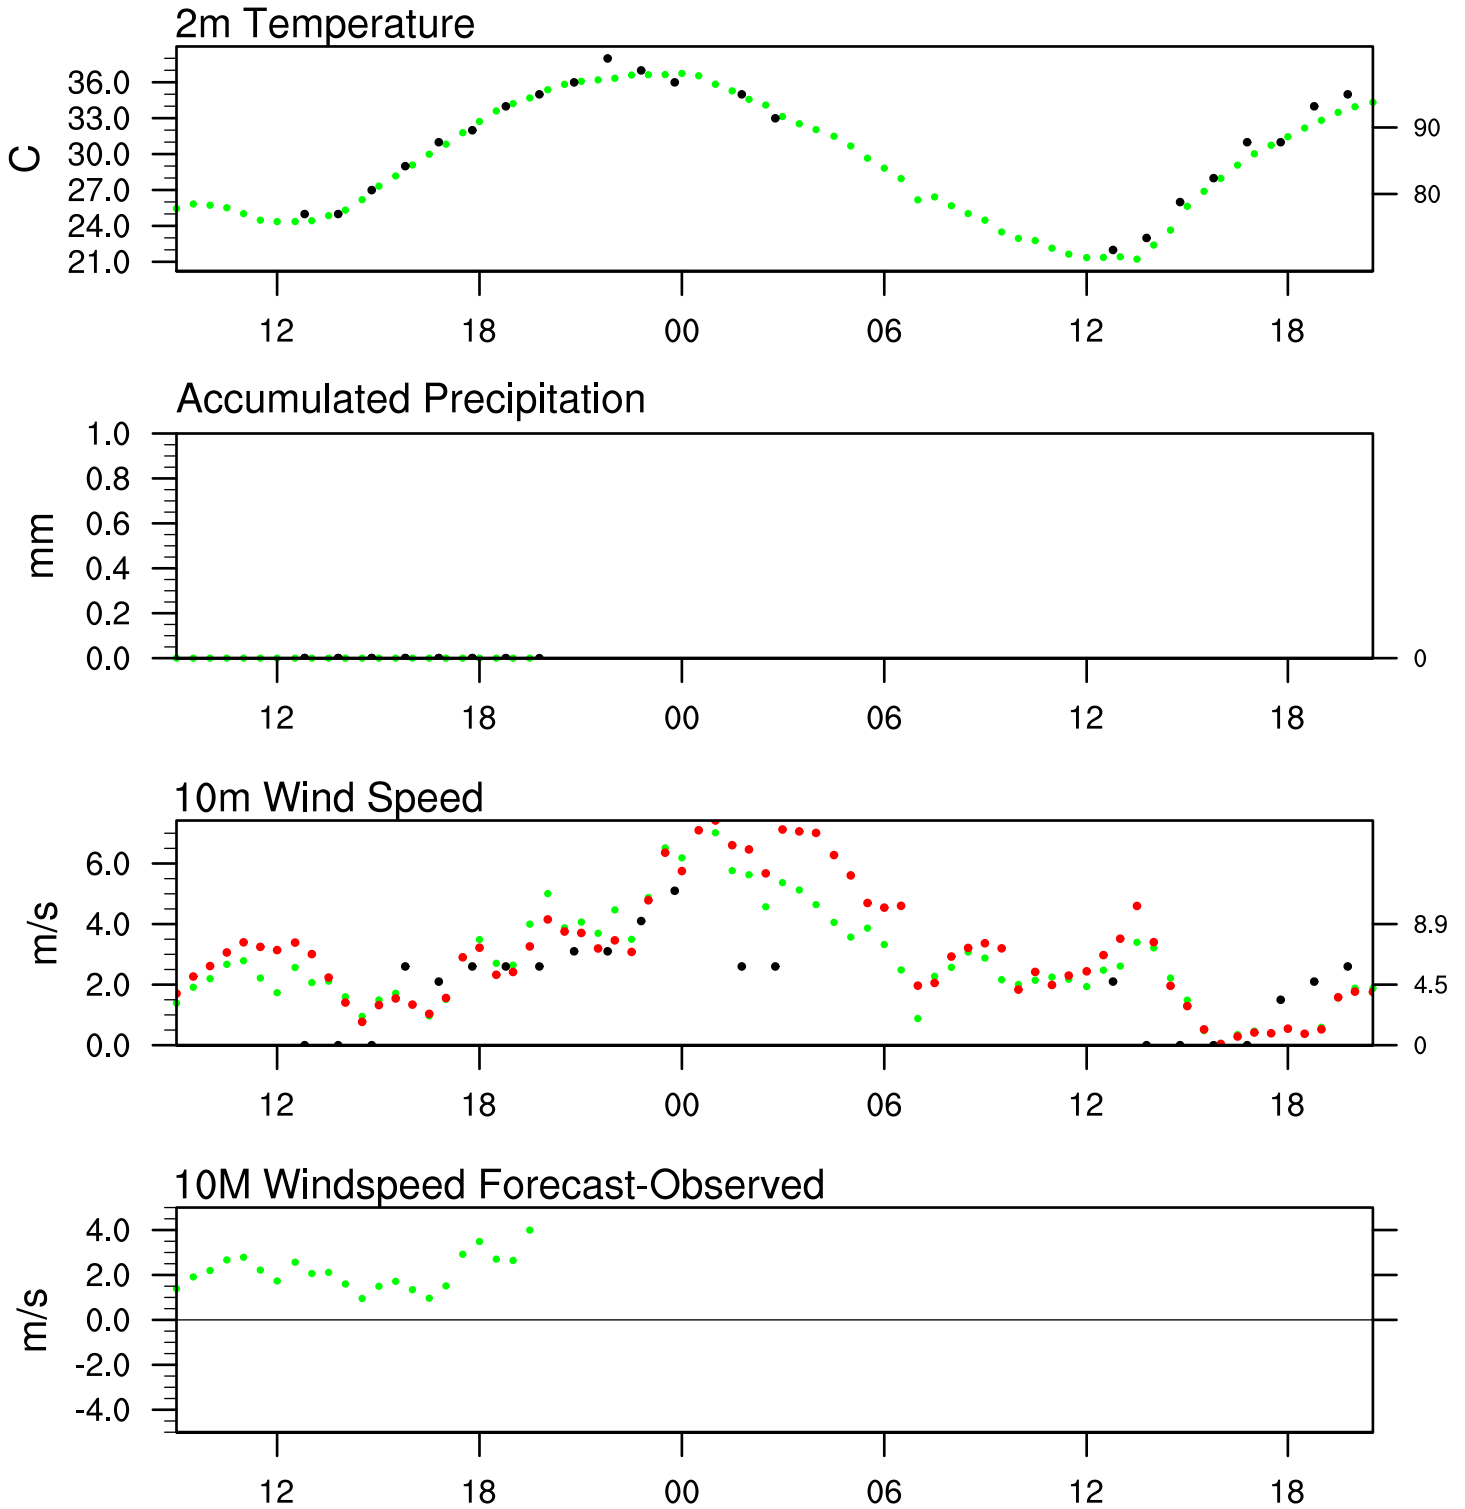 2m Temperature
36.0
33.0
30.0
27.0
24.0
21.0
C
90
80
12 18 00 06 12 18
Accumulated Precipitation
1.0
0.8
0.6
0.4
0.2
0.0
mm
0
12 18 00 06 12 18
10m Wind Speed
6.0
4.0
2.0
0.0
m/s
8.9
4.5
0
12 18 00 06 12 18
10M Windspeed Forecast-Observed
4.0
2.0
0.0
-2.0
-4.0
m/s
12 18 00 06 12 18